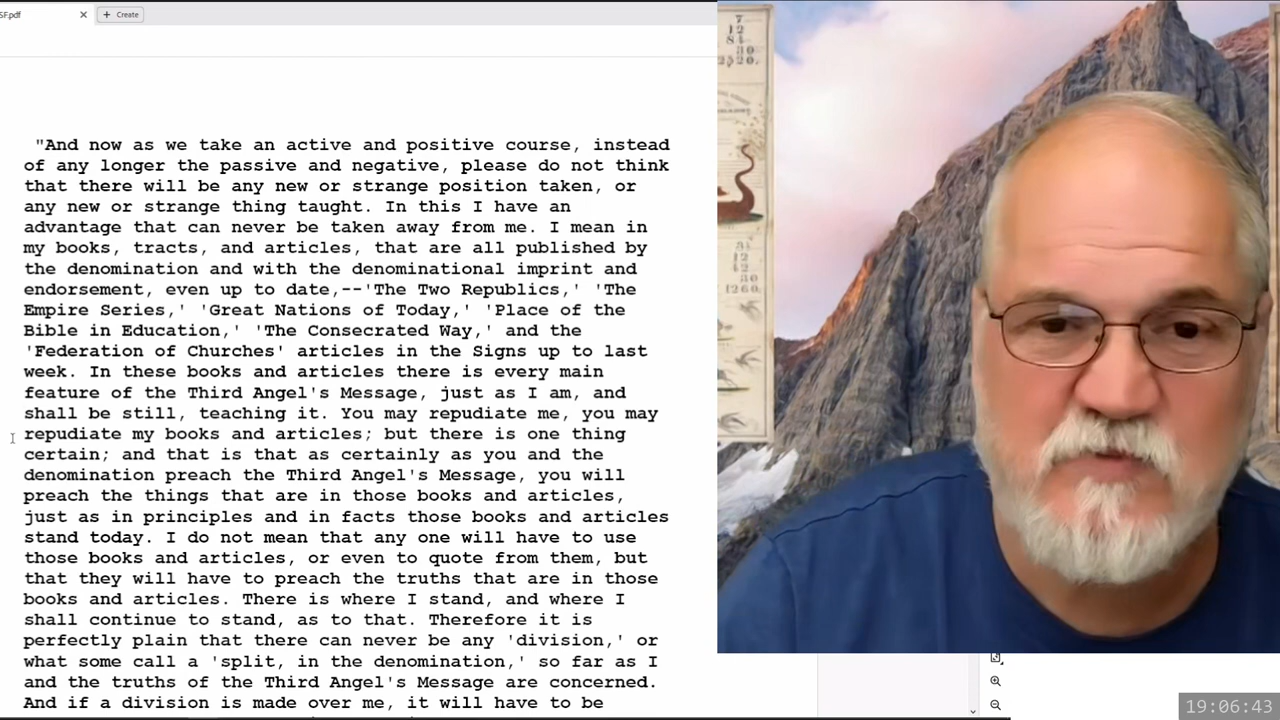 SF.pdf
+ Create
"And now as we take an active and positive course, instead
of any longer the passive and negative, please do not think
that there will be any new or strange position taken, or
any new or strange thing taught. In this I have an
advantage that can never be taken away from me. I mean in
my books, tracts, and articles, that are all published by
the denomination and with the denominational imprint and
endorsement, even up to date,--'The Two Republics,' 'The
Empire Series,' 'Great Nations of Today,' 'Place of the
Bible in Education,' 'The Consecrated Way,' and the
'Federation of Churches' articles in the Signs up to last
week. In these books and articles there is every main
feature of the Third Angel's Message, just as I am, and
shall be still, teaching it. You may repudiate me, you may
repudiate my books and articles; but there is one thing
certain; and that is that as certainly as you and the
denomination preach the Third Angel's Message, you will
preach the things that are in those books and articles,
just as in principles and in facts those books and articles
stand today. I do not mean that any one will have to use
those books and articles, or even to quote from them, but
that they will have to preach the truths that are in those
books and articles. There is where I stand, and where I
shall continue to stand, as to that. Therefore it is
perfectly plain that there can never be any 'division,' or
what some call a 'split, in the denomination,' so far as I
and the truths of the Third Angel's Message are concerned.
And if a division is made over me, it will have to be
7
12
84
30
2520.
31
12
42
30
1260.
19:06:43